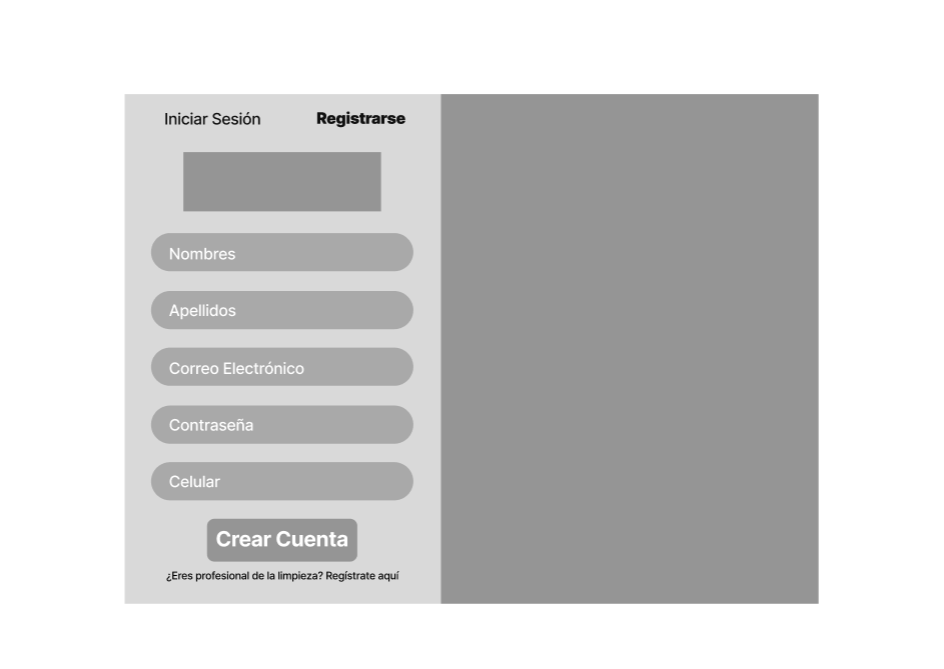 Iniciar Sesión
Registrarse
Nombres
Apellidos
Correo Electrónico
Contraseña
Celular
Crear Cuenta
¿Eres profesional de la limpieza? Regístrate aquí